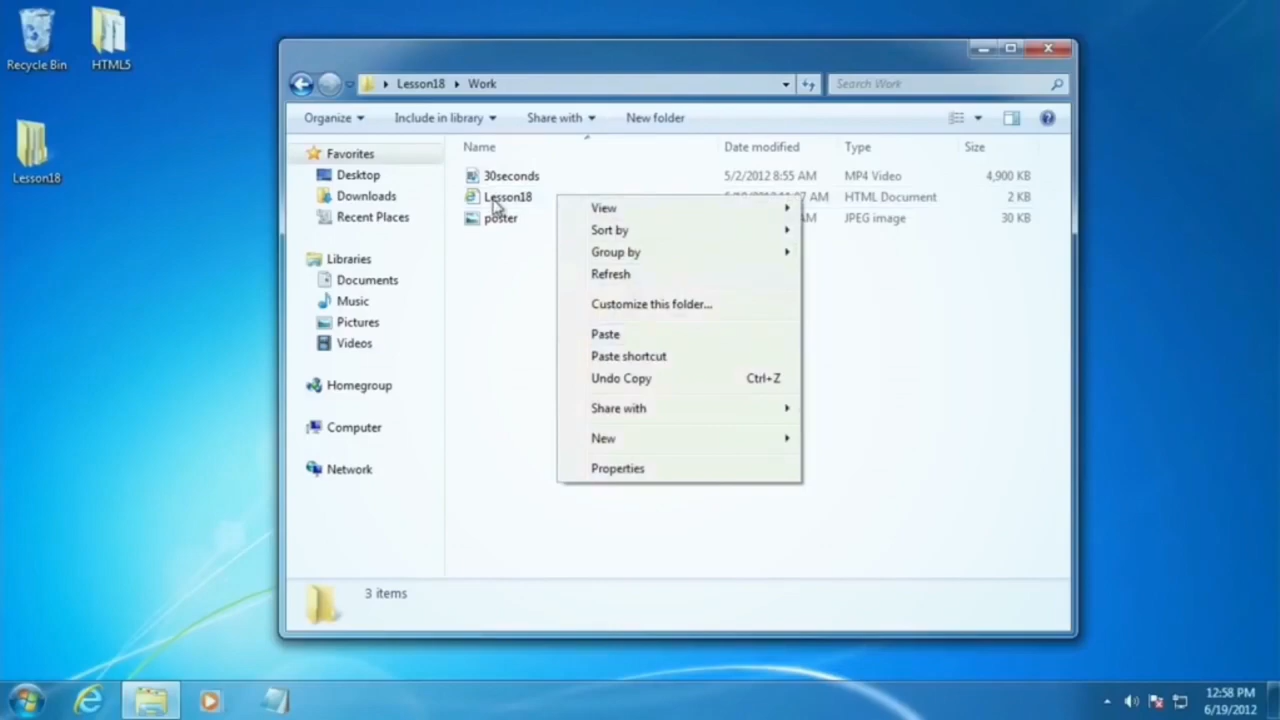 Recycle Bin
HTML5
Lesson18
Lesson18 Work
Search Work
Organize Include in library Share with New folder
Favorites
Desktop
Downloads
Recent Places
Libraries
Documents
Music
Pictures
Videos
Homegroup
Computer
Network
Name Date modified Type Size
30seconds 5/2/2012 8:55 AM MP4 Video 4,900 KB
Lesson18 AM HTML Document 2 KB
poster AM JPEG image 30 KB
View
Sort by
Group by
Refresh
Customize this folder...
Paste
Paste shortcut
Undo Copy Ctrl+Z
Share with
New
Properties
3 items
12:58 PM
6/19/2012